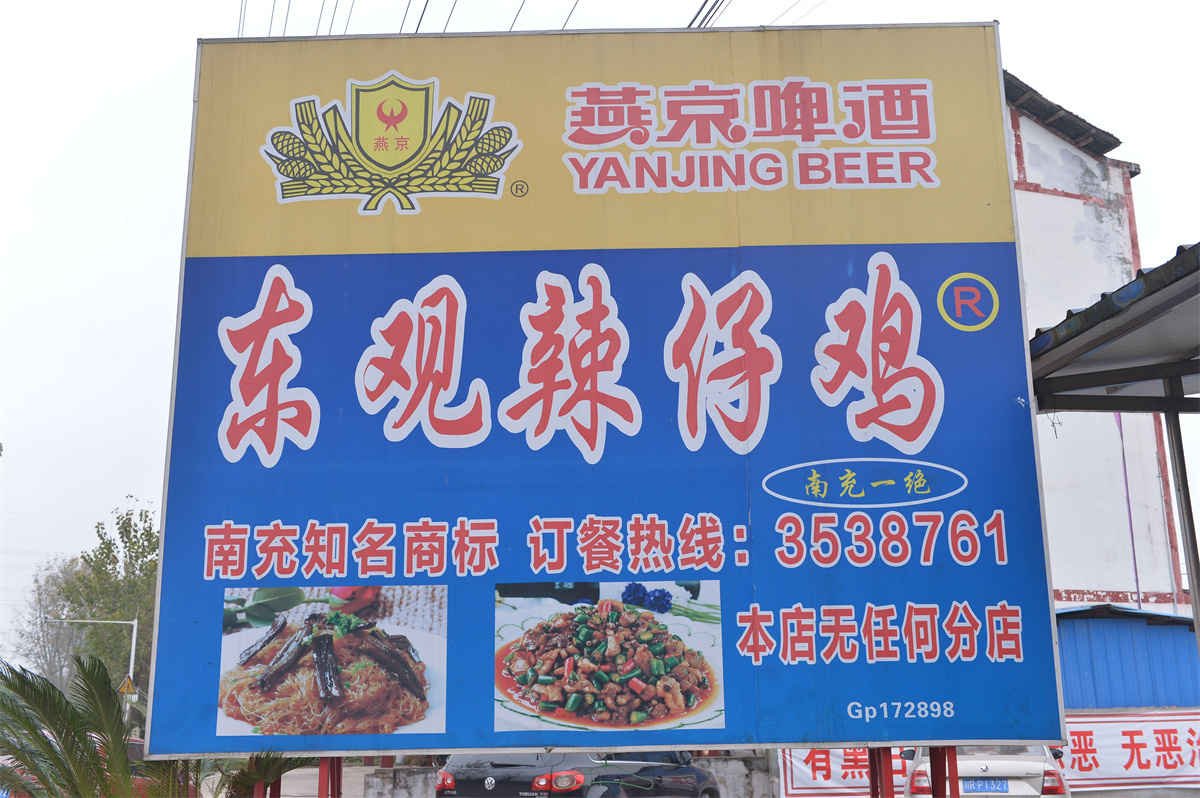 燕京
®
燕京啤酒
YANJING BEER
东观辣仔鸡
R
南充一绝
南充知名商标 订餐热线：3538761
本店无任何分店
Gp172898
有黑
恶 无恶